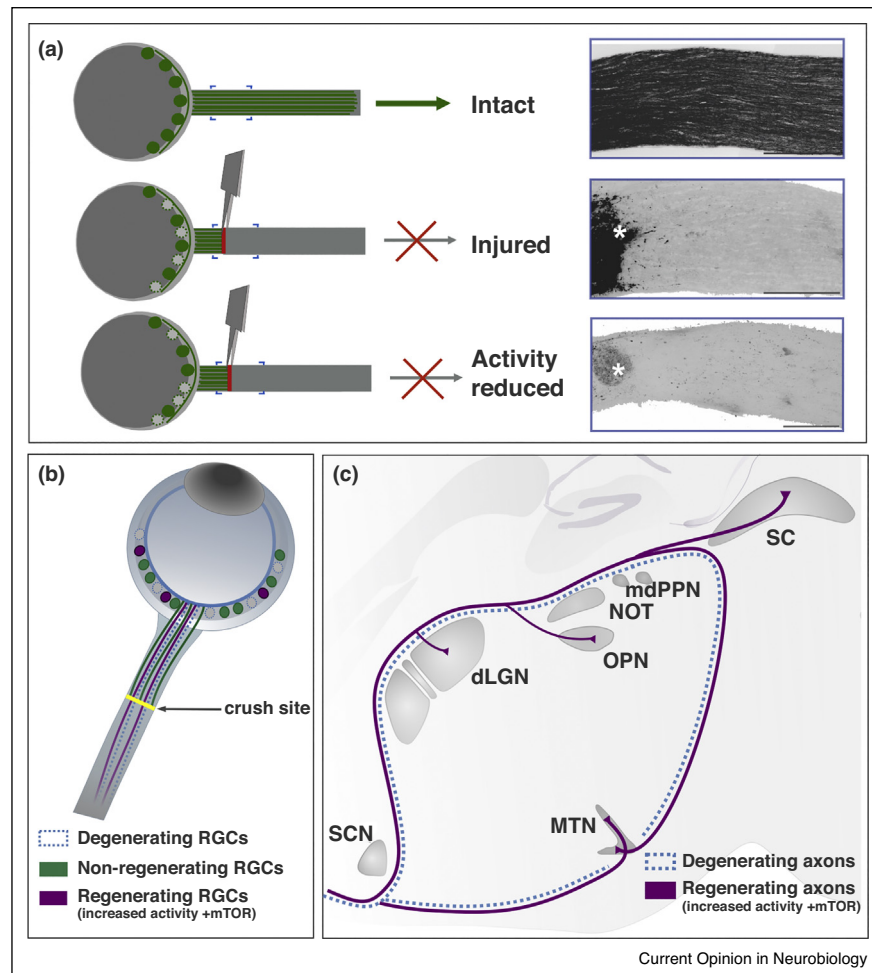 (a)
Intact
*
Injured
*
Activity
reduced
(b)
crush site
Degenerating RGCs
Non-regenerating RGCs
Regenerating RGCs
(increased activity +mTOR)
(c)
SC
mdPPN
NOT
OPN
dLGN
SCN
MTN
Degenerating axons
Regenerating axons
(increased activity +mTOR)
Current Opinion in Neurobiology